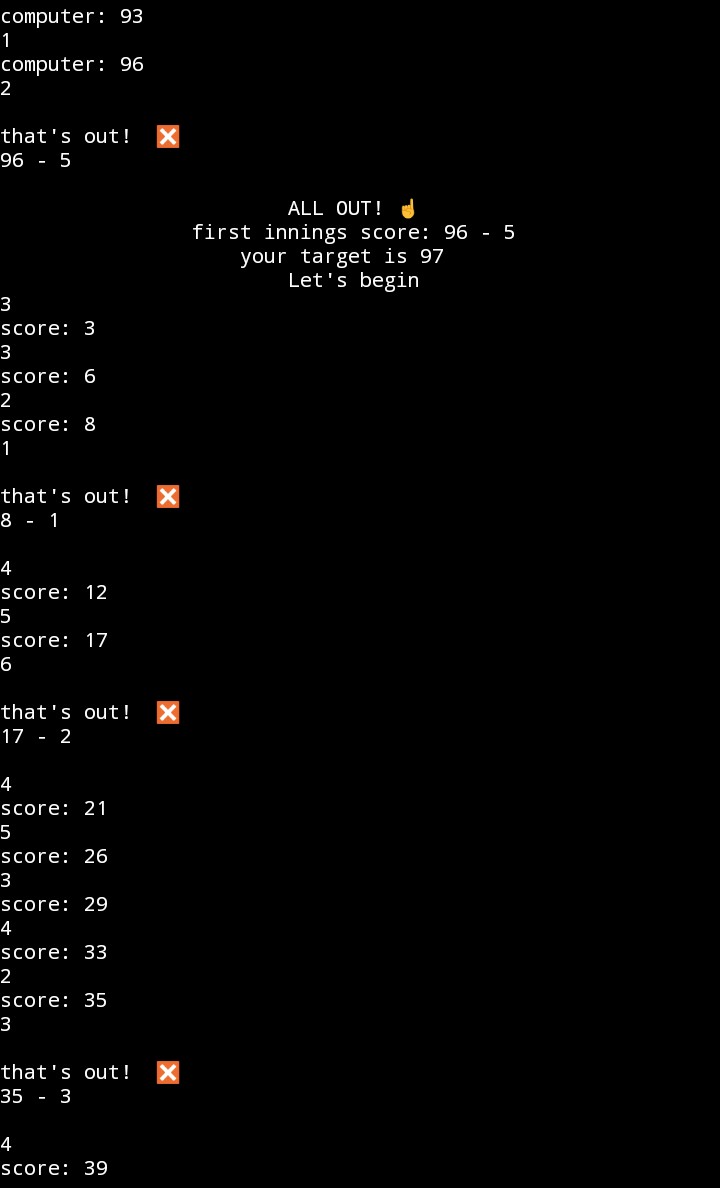 computer: 93
1
computer: 96
2
that's out! ❎
96 - 5
ALL OUT! ☝
first innings score: 96 - 5
your target is 97
Let's begin
3
score: 3
3
score: 6
2
score: 8
1
that's out! ❎
8 - 1
4
score: 12
5
score: 17
6
that's out! ❎
17 - 2
4
score: 21
5
score: 26
3
score: 29
4
score: 33
2
score: 35
3
that's out! ❎
35 - 3
4
score: 39